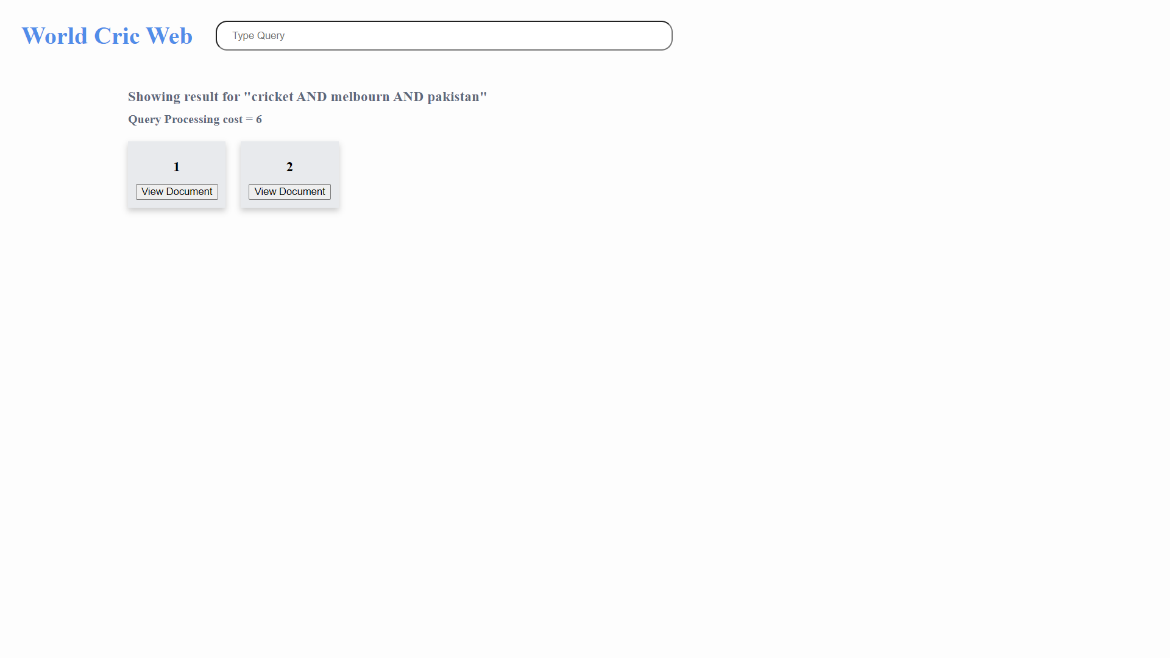 World Cric Web
Type Query
Showing result for "cricket AND melbourn AND pakistan"
Query Processing cost = 6
1 2
View Document View Document